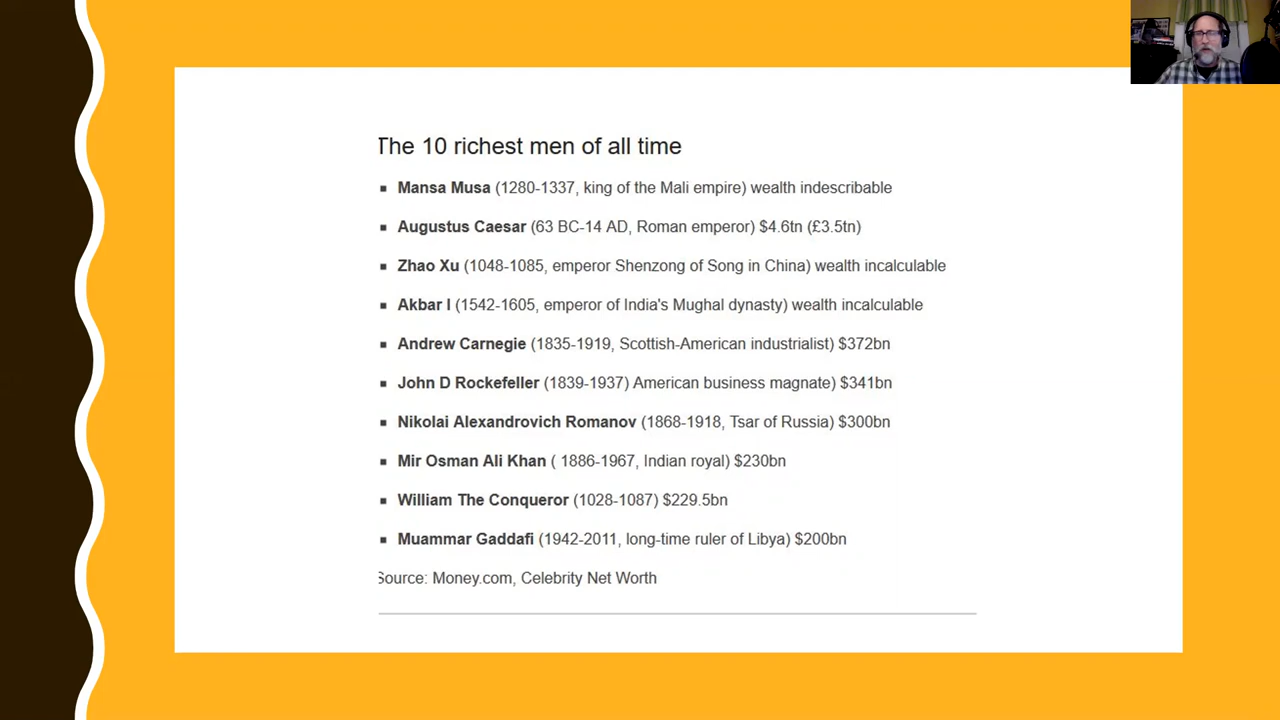 The 10 richest men of all time
▪ Mansa Musa (1280-1337, king of the Mali empire) wealth indescribable
▪ Augustus Caesar (63 BC-14 AD, Roman emperor) $4.6tn (£3.5tn)
▪ Zhao Xu (1048-1085, emperor Shenzong of Song in China) wealth incalculable
▪ Akbar I (1542-1605, emperor of India's Mughal dynasty) wealth incalculable
▪ Andrew Carnegie (1835-1919, Scottish-American industrialist) $372bn
▪ John D Rockefeller (1839-1937) American business magnate) $341bn
▪ Nikolai Alexandrovich Romanov (1868-1918, Tsar of Russia) $300bn
▪ Mir Osman Ali Khan ( 1886-1967, Indian royal) $230bn
▪ William The Conqueror (1028-1087) $229.5bn
▪ Muammar Gaddafi (1942-2011, long-time ruler of Libya) $200bn
Source: Money.com, Celebrity Net Worth